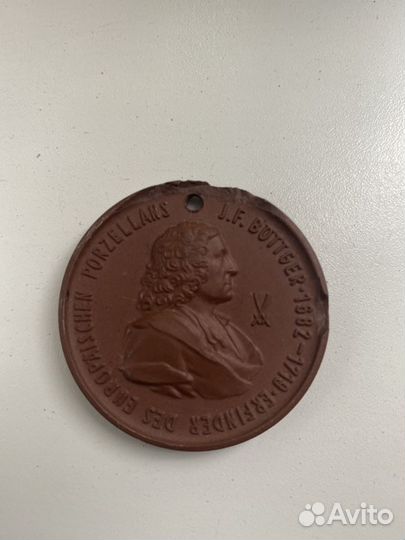 J.F. BÖTTGER · 1682-1719 · ERFINDER DES EUROPÄISCHEN PORZELLANS
Avito